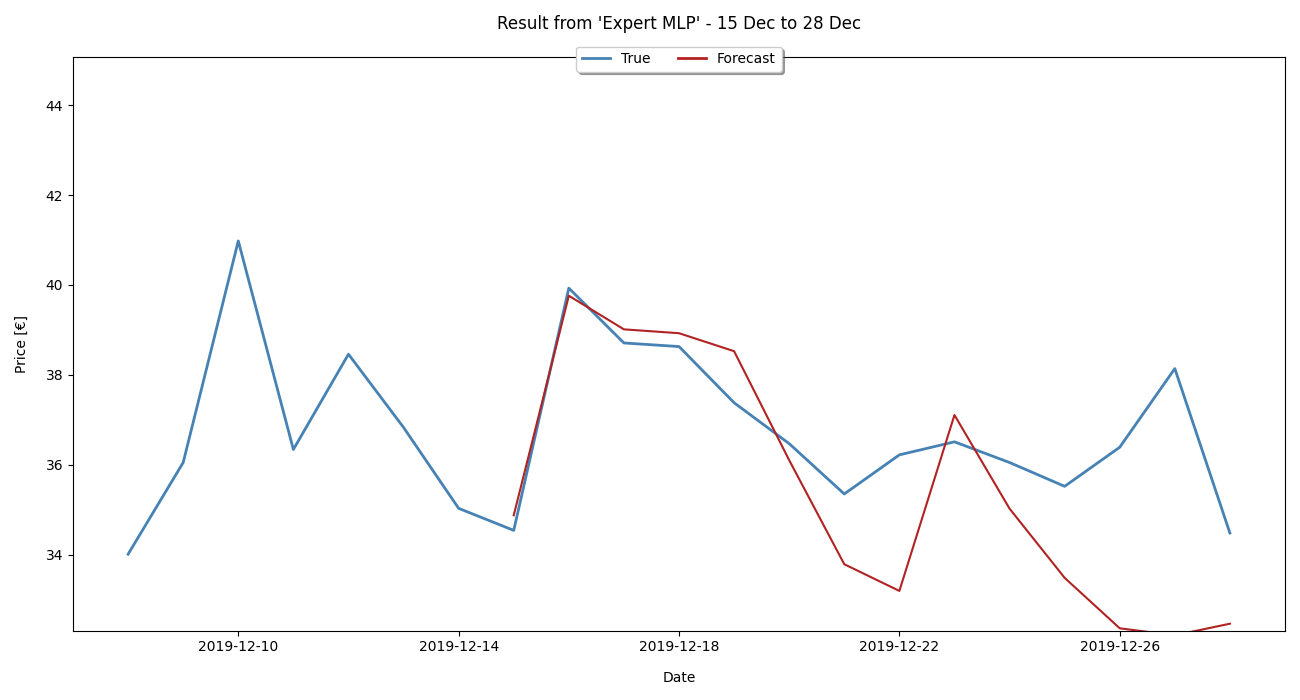 Result from 'Expert MLP' - 15 Dec to 28 Dec
True Forecast
44
42
40
38
36
34
Price [€]
2019-12-10 2019-12-14 2019-12-18 2019-12-22 2019-12-26
Date